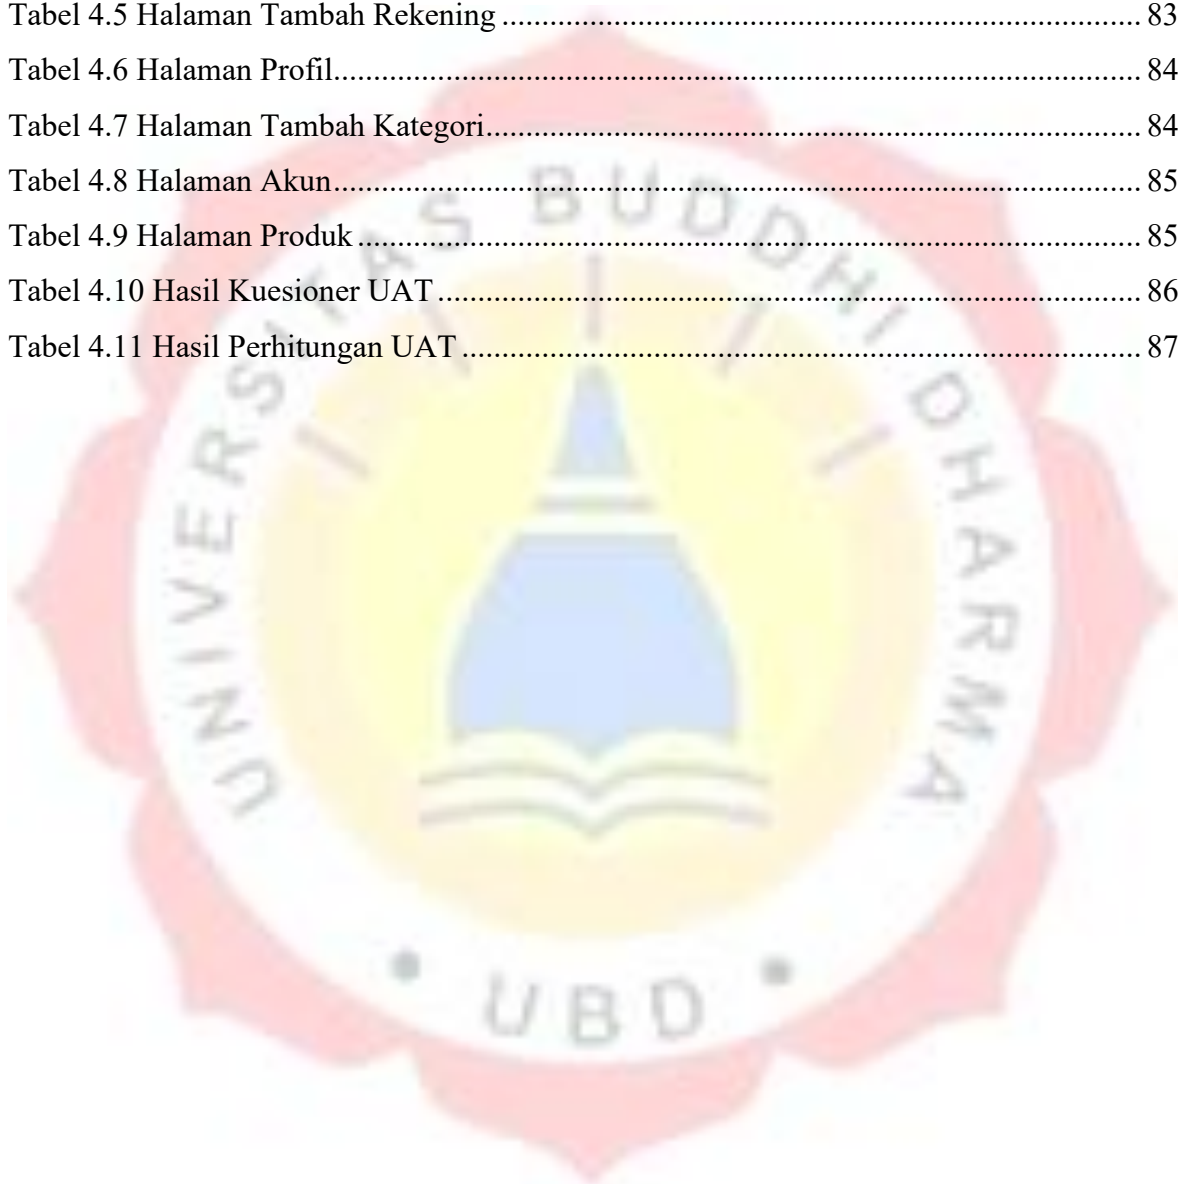 Tabel 4.5 Halaman Tambah Rekening ................................................................................ 83
Tabel 4.6 Halaman Profil..................................................................................................... 84
Tabel 4.7 Halaman Tambah Kategori.................................................................................. 84
Tabel 4.8 Halaman Akun..................................................................................................... 85
Tabel 4.9 Halaman Produk .................................................................................................. 85
Tabel 4.10 Hasil Kuesioner UAT ........................................................................................ 86
Tabel 4.11 Hasil Perhitungan UAT ..................................................................................... 87
UNIVERSITAS BUDDHI DHARMA
• UBD •